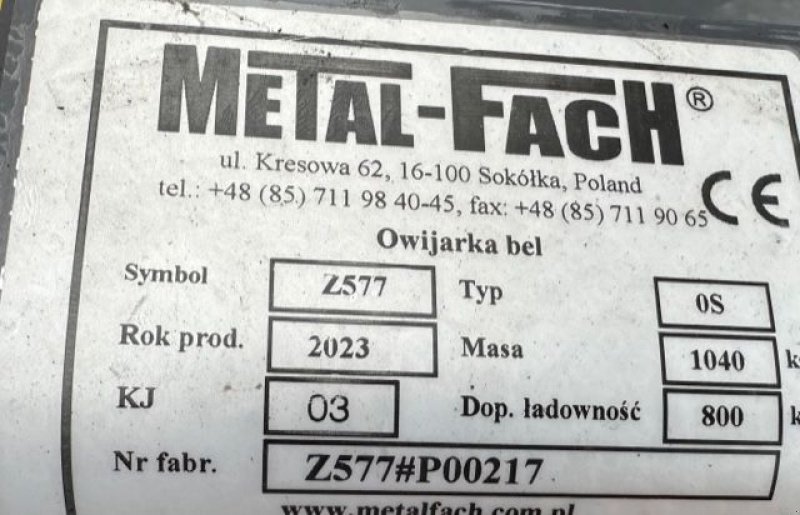 METAL-FACH®
ul. Kresowa 62, 16-100 Sokółka, Poland
tel.: +48 (85) 711 98 40-45, fax: +48 (85) 711 90 65
CE
Owijarka bel
Symbol Z577 Typ 0S
Rok prod. 2023 Masa 1040 k
KJ 03 Dop. ładowność 800 k
Nr fabr. Z577#P00217
www.metalfach.com.pl